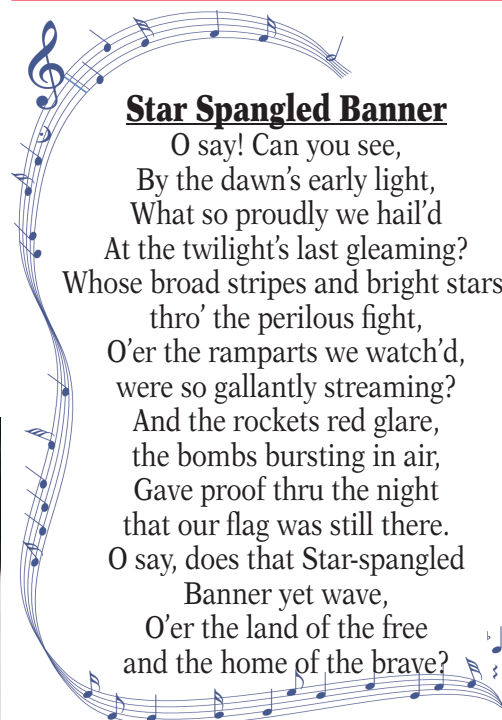 Star Spangled Banner
O say! Can you see,
By the dawn's early light,
What so proudly we hail'd
At the twilight's last gleaming?
Whose broad stripes and bright stars
thro' the perilous fight,
O'er the ramparts we watch'd,
were so gallantly streaming?
And the rockets red glare,
the bombs bursting in air,
Gave proof thru the night
that our flag was still there.
O say, does that Star-spangled
Banner yet wave,
O'er the land of the free
and the home of the brave?